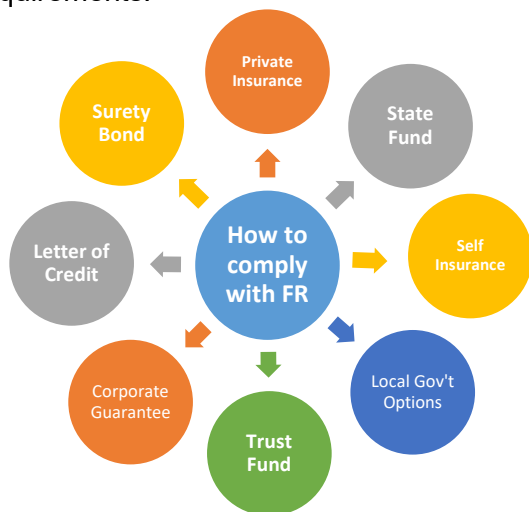 quirements.
Private
Insurance
State
Fund
Self
Insurance
Local Gov't
Options
Trust
Fund
Corporate
Guarantee
Letter of
Credit
Surety
Bond
How to
comply
with FR